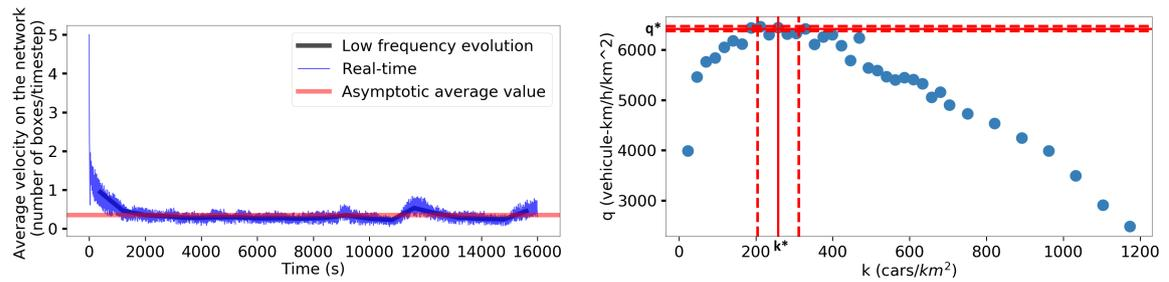 Average velocity on the network
(number of boxes/timestep)
5
4
3
2
1
0
Low frequency evolution
Real-time
Asymptotic average value
0 2000 4000 6000 8000 10000 12000 14000 16000
Time (s)
q (vehicule-km/h/km^2)
q*
6000
5000
4000
3000
0 200 400 600 800 1000 1200
k*
k (cars/km²)